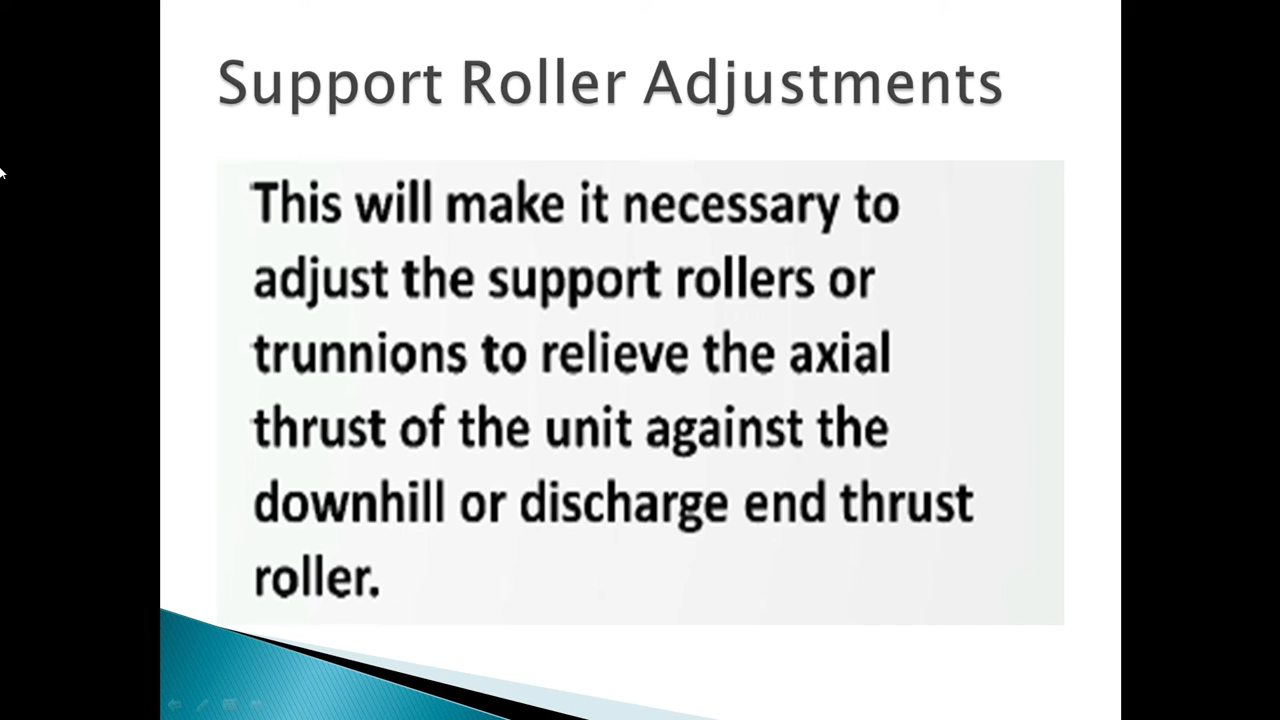 Support Roller Adjustments
This will make it necessary to
adjust the support rollers or
trunnions to relieve the axial
thrust of the unit against the
downhill or discharge end thrust
roller.